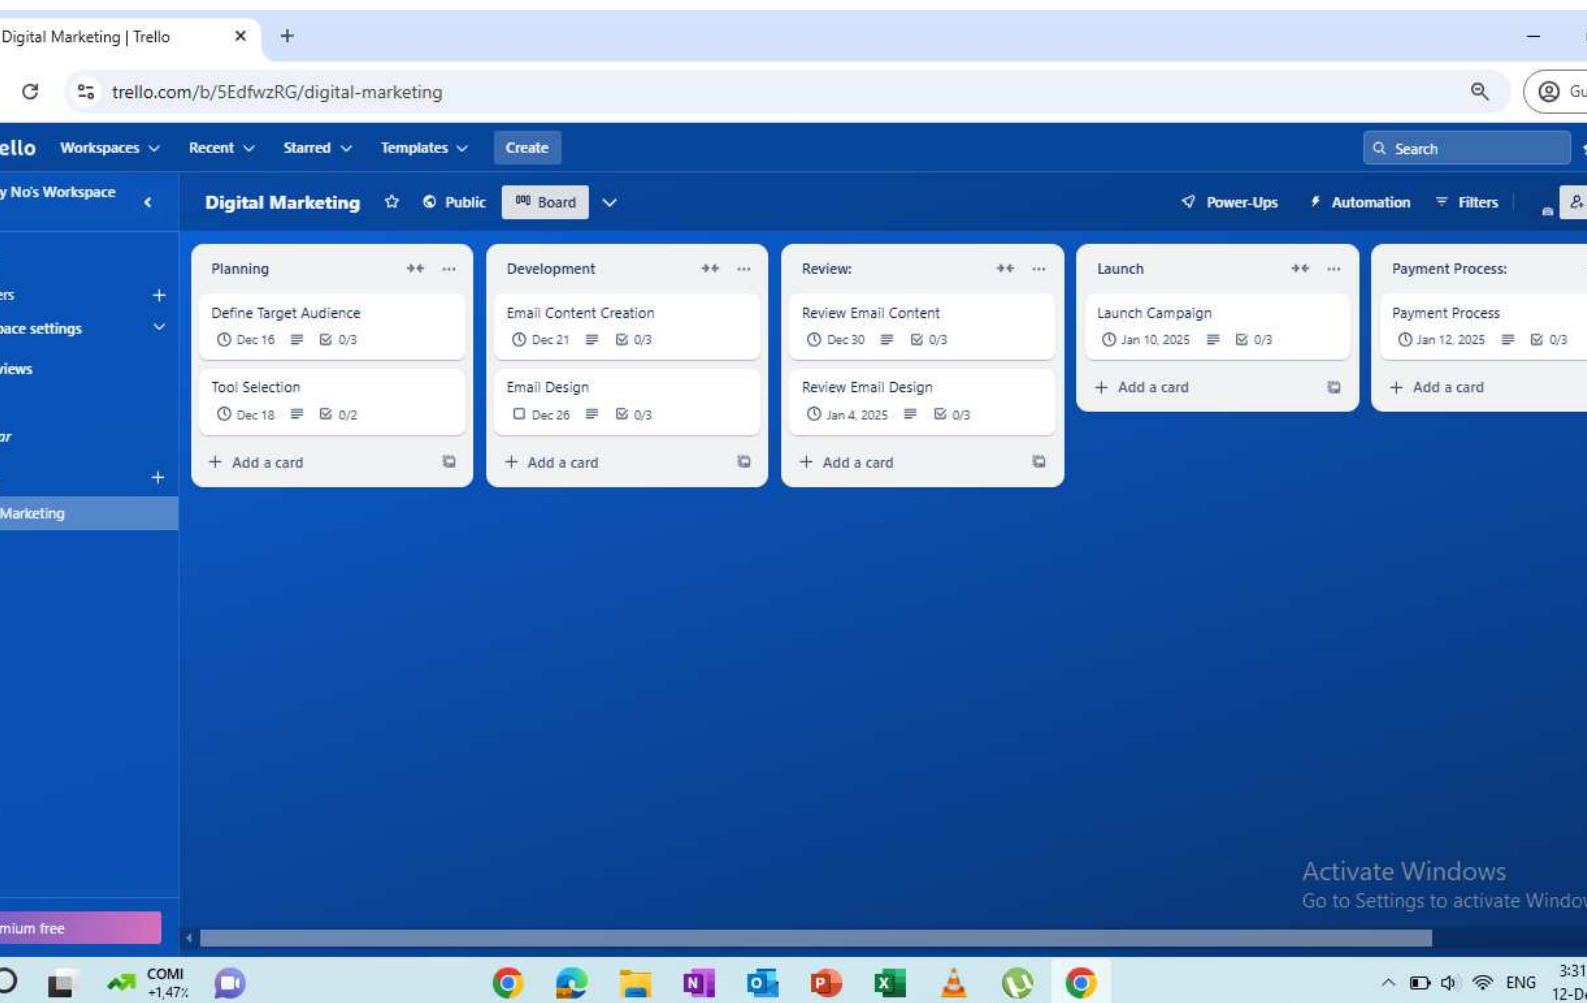 Digital Marketing | Trello
trello.com/b/5EdfwzRG/digital-marketing
Gu
ello Workspaces Recent Starred Templates Create Search
y No's Workspace
Digital Marketing Public Board Power-Ups Automation Filters
ers
pace settings
views
ar
Marketing
mium free
Planning
Define Target Audience
Dec 16 0/3
Tool Selection
Dec 18 0/2
+ Add a card
Development
Email Content Creation
Dec 21 0/3
Email Design
Dec 26 0/3
+ Add a card
Review:
Review Email Content
Dec 30 0/3
Review Email Design
Jan 4, 2025 0/3
+ Add a card
Launch
Launch Campaign
Jan 10, 2025 0/3
+ Add a card
Payment Process:
Payment Process
Jan 12, 2025 0/3
+ Add a card
Activate Windows
Go to Settings to activate Windo
COMI
+1,47%
ENG
3:31
12-D